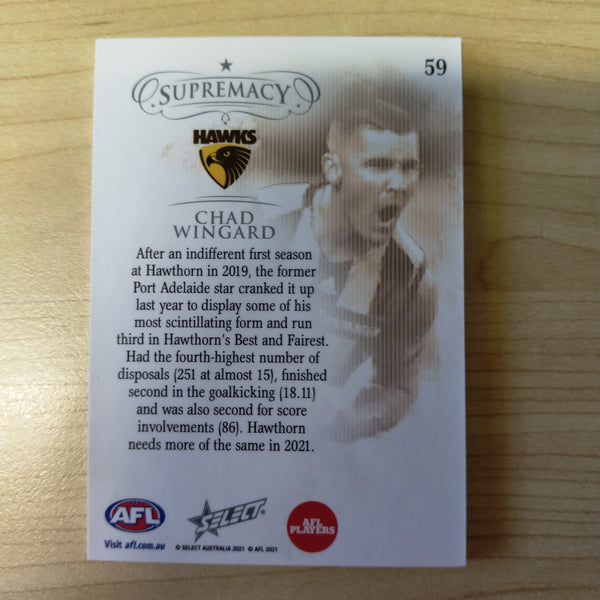 59
SUPREMACY
HAWKS
CHAD
WINGARD
After an indifferent first season
at Hawthorn in 2019, the former
Port Adelaide star cranked it up
last year to display some of his
most scintillating form and run
third in Hawthorn's Best and Fairest.
Had the fourth-highest number of
disposals (251 at almost 15), finished
second in the goalkicking (18.11)
and was also second for score
involvements (86). Hawthorn
needs more of the same in 2021.
AFL
SELECT
AFL
PLAYERS
Visit afl.com.au
© SELECT AUSTRALIA 2021 © AFL 2021